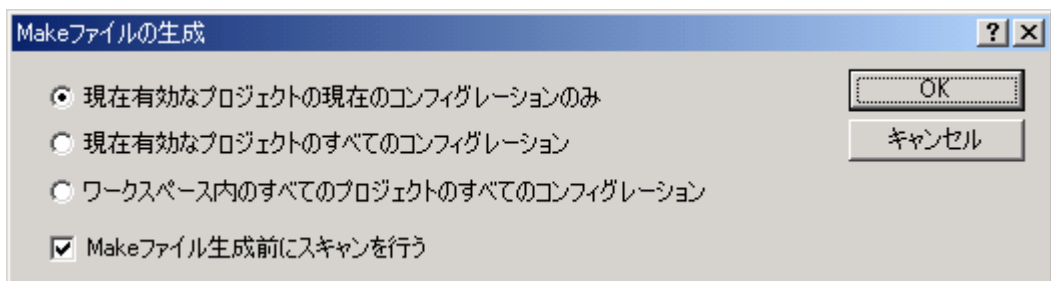 Makeファイルの生成
現在有効なプロジェクトの現在のコンフィグレーションのみ
OK
現在有効なプロジェクトのすべてのコンフィグレーション
キャンセル
ワークスペース内のすべてのプロジェクトのすべてのコンフィグレーション
Makeファイル生成前にスキャンを行う